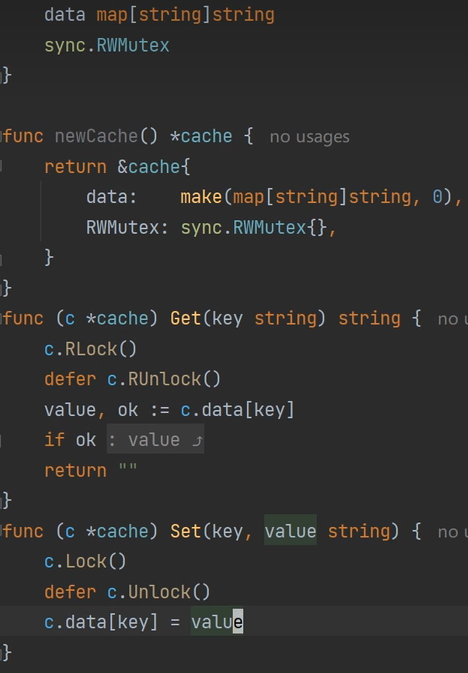 data map[string]string
sync.RWMutex
}
func newCache() *cache { no usages
return &cache{
data: make(map[string]string, 0),
RWMutex: sync.RWMutex{},
}
}
func (c *cache) Get(key string) string { no u
c.RLock()
defer c.RUnlock()
value, ok := c.data[key]
if ok : value ⤴
return ""
}
func (c *cache) Set(key, value string) { no u
c.Lock()
defer c.Unlock()
c.data[key] = value
}